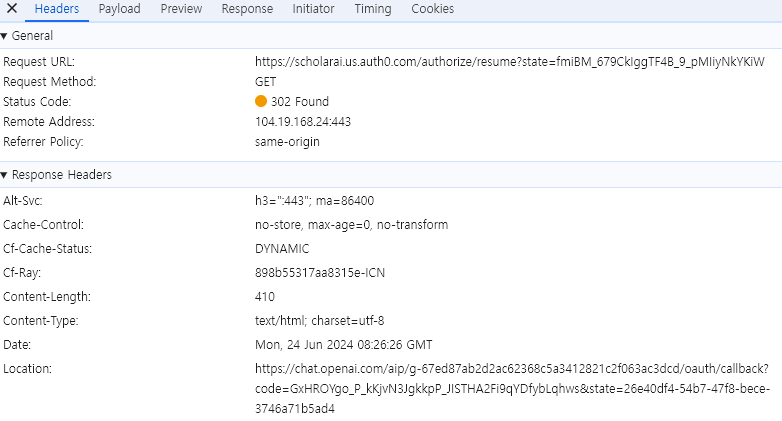 Headers Payload Preview Response Initiator Timing Cookies
General
Request URL: https://scholarai.us.auth0.com/authorize/resume?state=fmiBM_679CkIggTF4B_9_pMIiyNkYKiW
Request Method: GET
Status Code: 302 Found
Remote Address: 104.19.168.24:443
Referrer Policy: same-origin
Response Headers
Alt-Svc: h3=":443"; ma=86400
Cache-Control: no-store, max-age=0, no-transform
Cf-Cache-Status: DYNAMIC
Cf-Ray: 898b55317aa8315e-ICN
Content-Length: 410
Content-Type: text/html; charset=utf-8
Date: Mon, 24 Jun 2024 08:26:26 GMT
Location: https://chat.openai.com/aip/g-67ed87ab2d2ac62368c5a3412821c2f063ac3dcd/oauth/callback?
code=GxHROYgo_P_kKjvN3JgkkpP_JISTHA2Fi9qYDfybLqhws&state=26e40df4-54b7-47f8-bece-
3746a71b5ad4